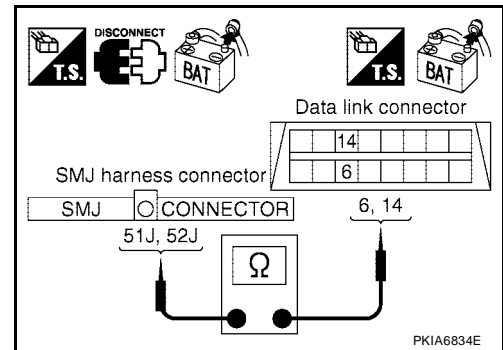 DISCONNECT
T.S.
BAT
T.S.
BAT
Data link connector
14
6
SMJ harness connector
SMJ CONNECTOR
6, 14
51J, 52J
Ω
PKIA6834E